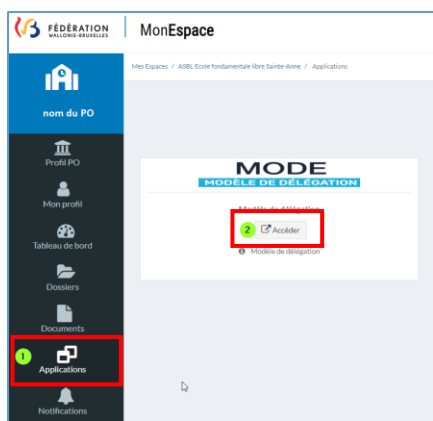 FÉDÉRATION
WALLONIE-BRUXELLES
MonEspace
Mes Espaces / ASBL Ecole fondamentale libre Sainte-Anne / Applications
nom du PO
Profil PO
Mon profil
Tableau de bord
Dossiers
Documents
1
Applications
Notifications
MODE
MODÈLE DE DÉLÉGATION
Modèle de délégation
2 Accéder
Modèle de délégation